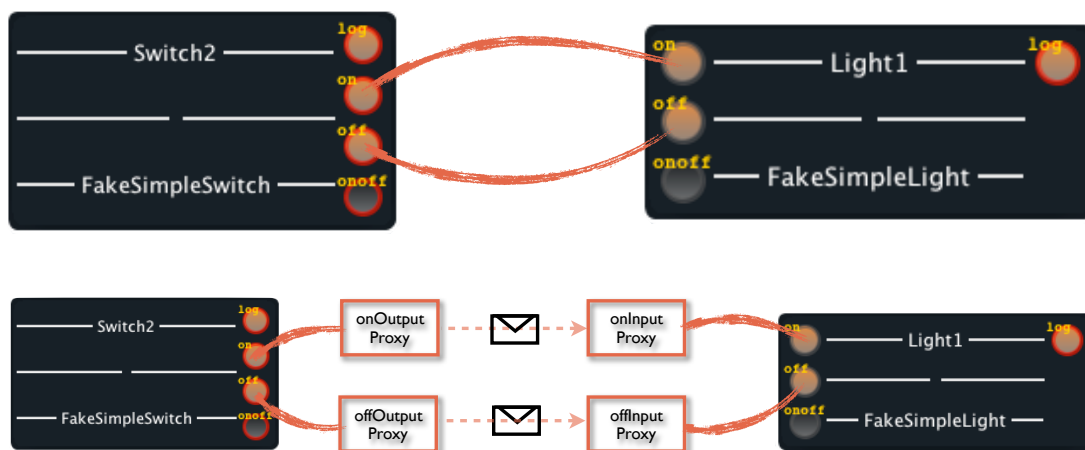 log
Switch2
on
off
FakeSimpleSwitch
onoff
on
Light1
log
off
onoff
FakeSimpleLight
log
Switch2
on
off
FakeSimpleSwitch
onoff
onOutput
Proxy
onInput
Proxy
offOutput
Proxy
offInput
Proxy
on
Light1
log
off
onoff
FakeSimpleLight